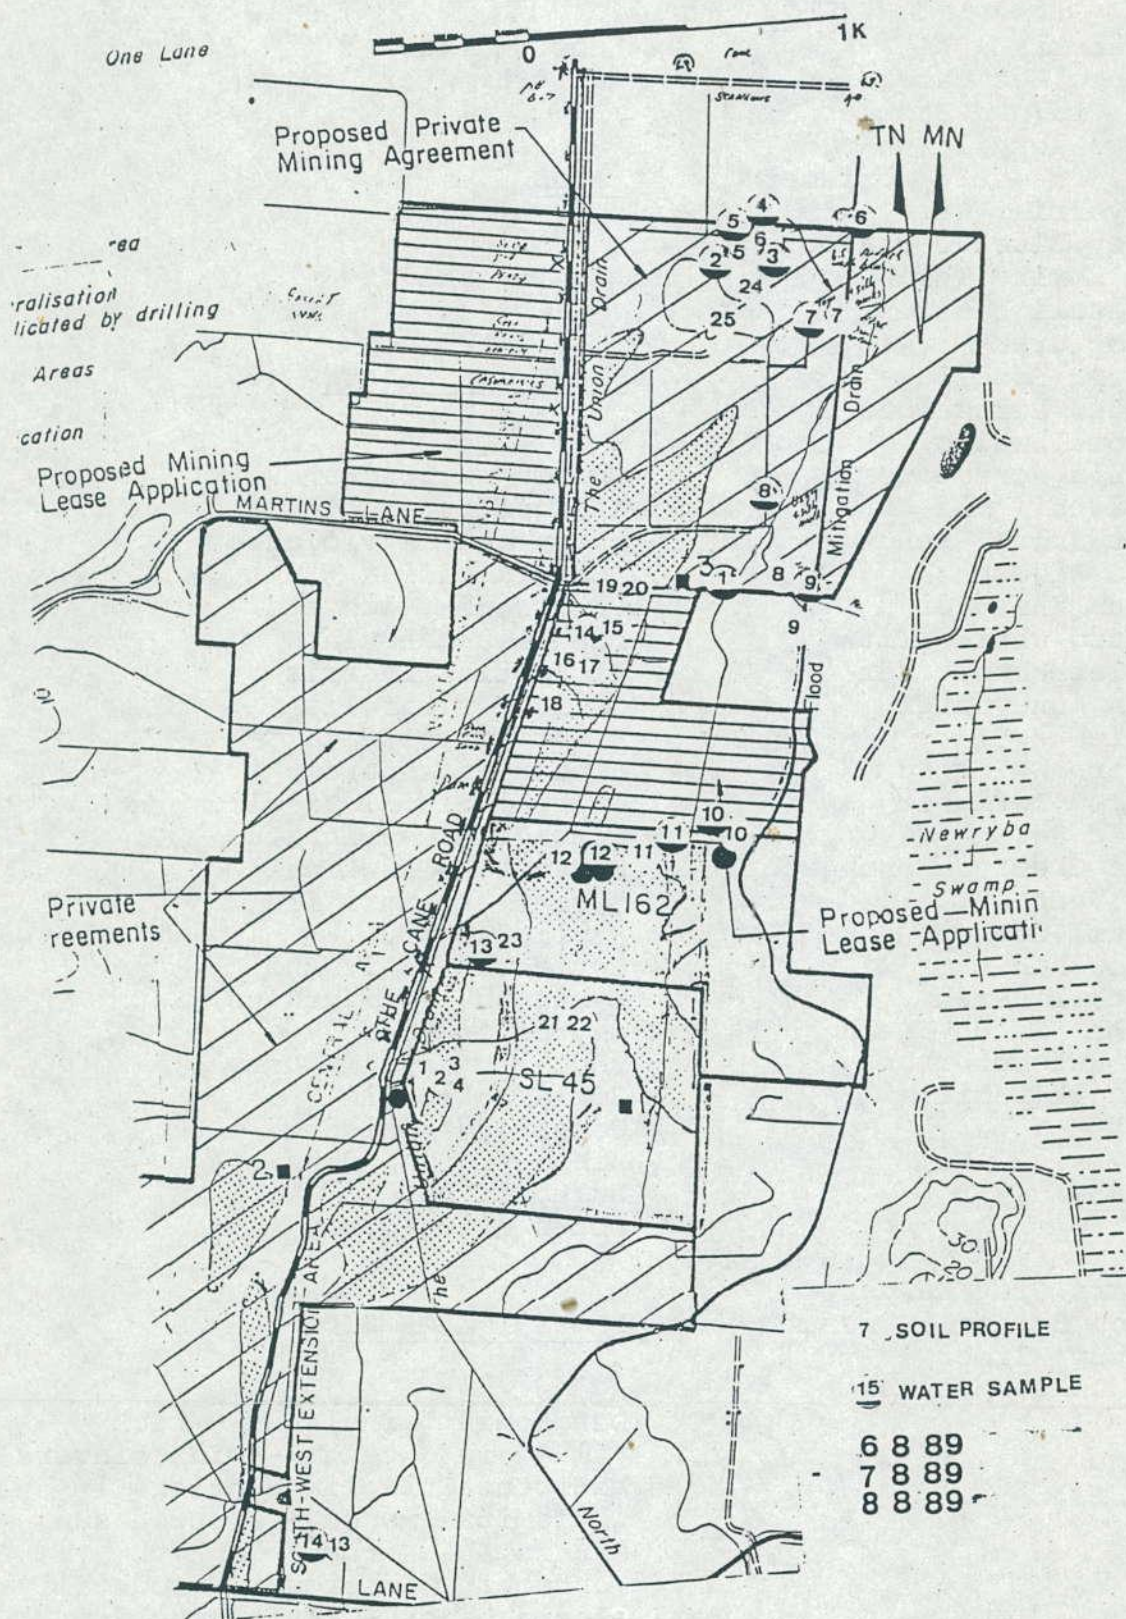 One Lane
0
1K
Proposed Private
Mining Agreement
TN MN
4
5
6
6
5
2
3
24
25
7
7
ralisation
licated by drilling
Areas
cation
The Union Drain
Mitigation Drain
Proposed Mining
Lease Application
MARTINS LANE
8
19 20
3
1
8
9
9
14
15
16 17
18
Flood
10
10
11
11
12
12
ML162
Newryba
Swamp
Proposed Minin
Lease Applicati
Private
reements
THE CANE ROAD
13
23
21 22
1
3
2
4
SL 45
2
The Union
30
20
SOUTH-WEST EXTENSION AREA
7 SOIL PROFILE
15 WATER SAMPLE
6 8 89
7 8 89
8 8 89
North
14
13
LANE